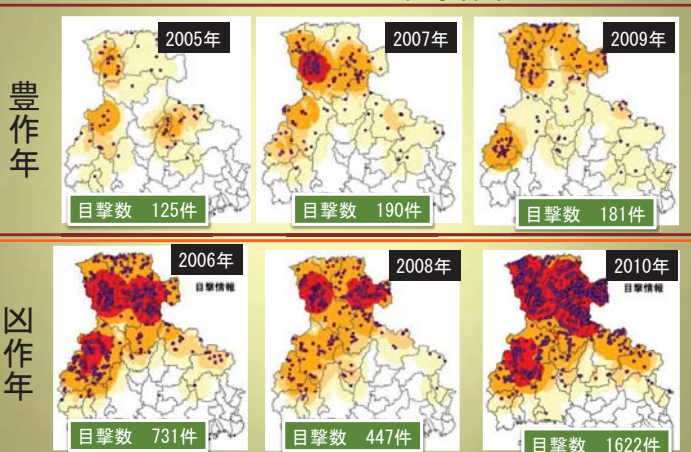 豊作年
2005年
目撃数 125件
2007年
目撃数 190件
2009年
目撃数 181件
凶作年
2006年
目撃情報
目撃数 731件
2008年
目撃数 447件
2010年
目撃情報
目撃数 1622件